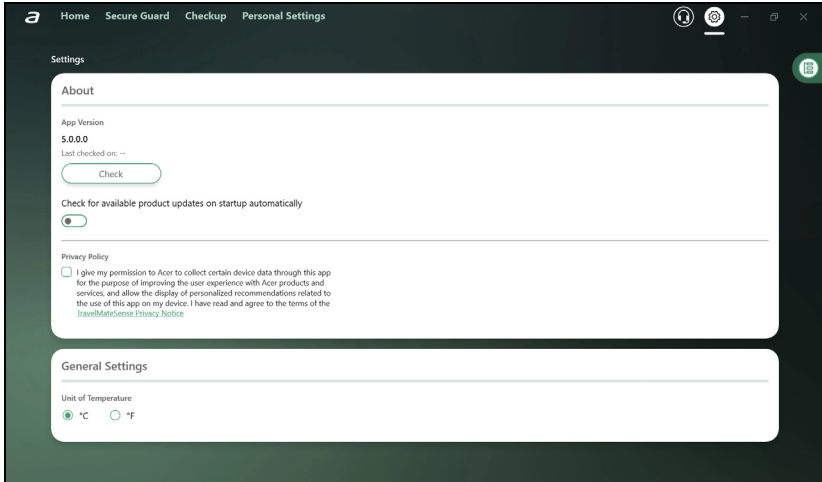 a Home Secure Guard Checkup Personal Settings
Settings
About
App Version
5.0.0.0
Last checked on: --
Check
Check for available product updates on startup automatically
Privacy Policy
I give my permission to Acer to collect certain device data through this app
for the purpose of improving the user experience with Acer products and
services, and allow the display of personalized recommendations related to
the use of this app on my device. I have read and agree to the terms of the
TravelMateSense Privacy Notice
General Settings
Unit of Temperature
°C °F